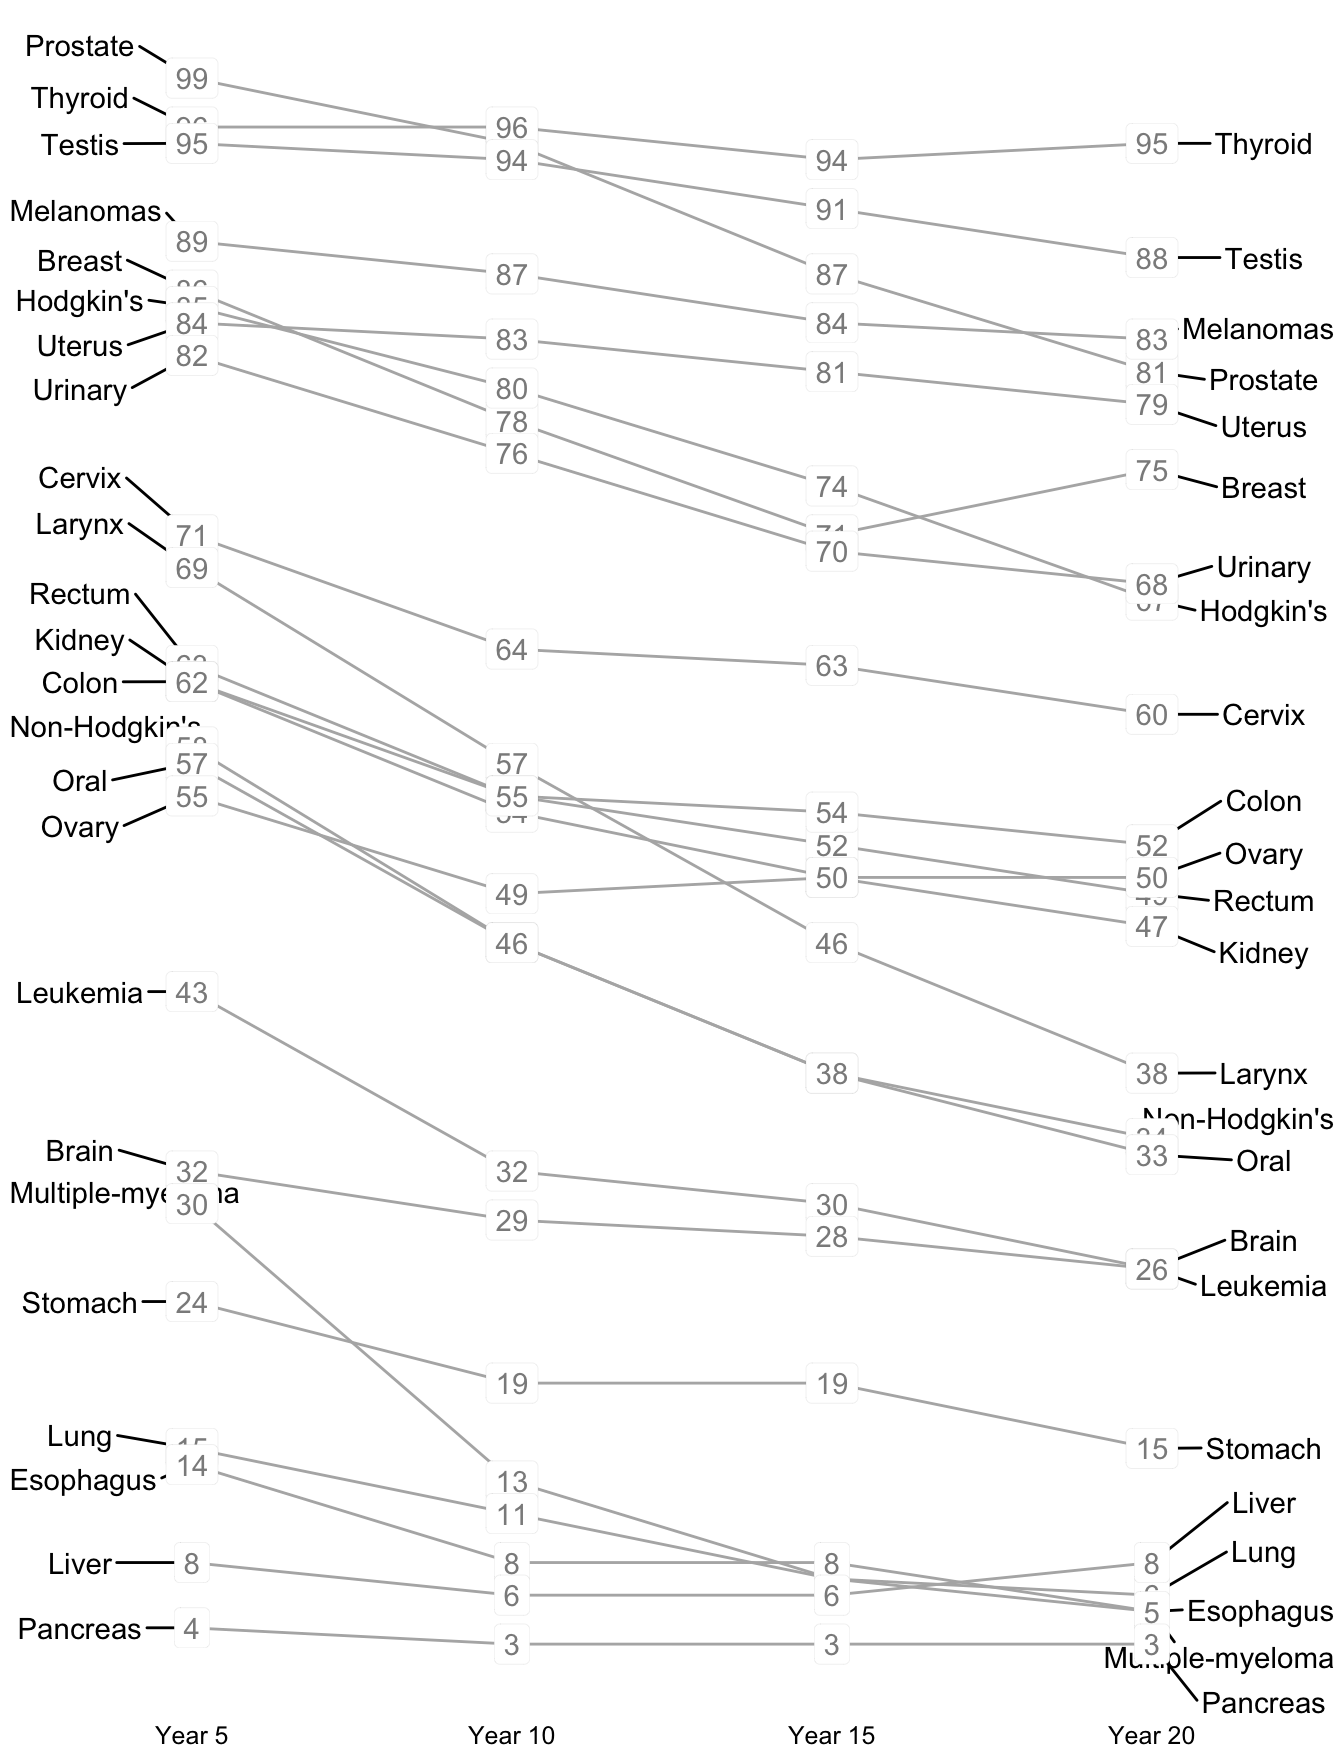 Prostate
99
Thyroid
96
Testis
95
96
94
94
95
Thyroid
91
Melanomas
89
87
87
88
Testis
Breast
Hodgkin's
84
83
84
83
Melanomas
Uterus
82
81
81
Prostate
Urinary
80
79
Uterus
78
76
75
Breast
Cervix
74
71
70
Larynx
69
68
Urinary
67
Hodgkin's
Rectum
Kidney
64
63
Colon
62
60
Cervix
Non-Hodgkin's
57
57
Oral
55
55
54
52
Colon
Ovary
54
52
50
Ovary
49
50
49
Rectum
47
Kidney
46
46
Leukemia
43
38
38
Larynx
Non-Hodgkin's
34
33
Oral
Brain
32
32
Multiple-myeloma
30
29
30
28
Brain
26
Leukemia
Stomach
24
19
19
Lung
15
15
Stomach
Esophagus
14
13
11
Liver
Liver
8
8
8
8
Lung
6
6
5
Esophagus
Pancreas
4
3
3
3
Multiple-myeloma
Pancreas
Year 5
Year 10
Year 15
Year 20